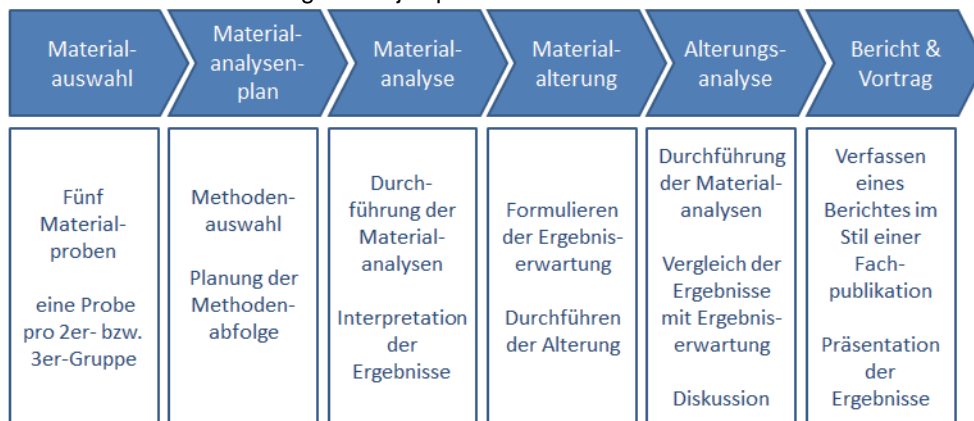 Material-
auswahl
Material-
analysen-
plan
Material-
analyse
Material-
alterung
Alterungs-
analyse
Bericht &
Vortrag
Fünf
Material-
proben
eine Probe
pro 2er- bzw.
3er-Gruppe
Methoden-
auswahl
Planung der
Methoden-
abfolge
Durch-
führung der
Material-
analysen
Interpretation
der
Ergebnisse
Formulieren
der Ergebnis-
erwartung
Durchführen
der Alterung
Durchführung
der Material-
analysen
Vergleich der
Ergebnisse
mit Ergebnis-
erwartung
Diskussion
Verfassen
eines
Berichtes im
Stil einer
Fach-
publikation
Präsentation
der
Ergebnisse